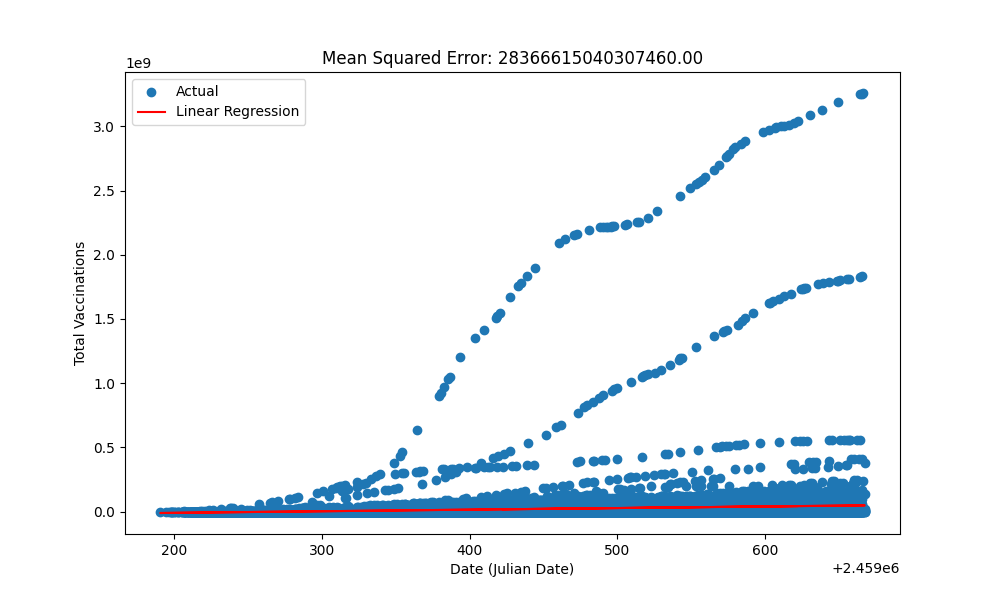 Mean Squared Error: 28366615040307460.00
1e9
Actual
Linear Regression
3.0
2.5
2.0
1.5
1.0
0.5
0.0
Total Vaccinations
200 300 400 500 600
Date (Julian Date)
+2.459e6